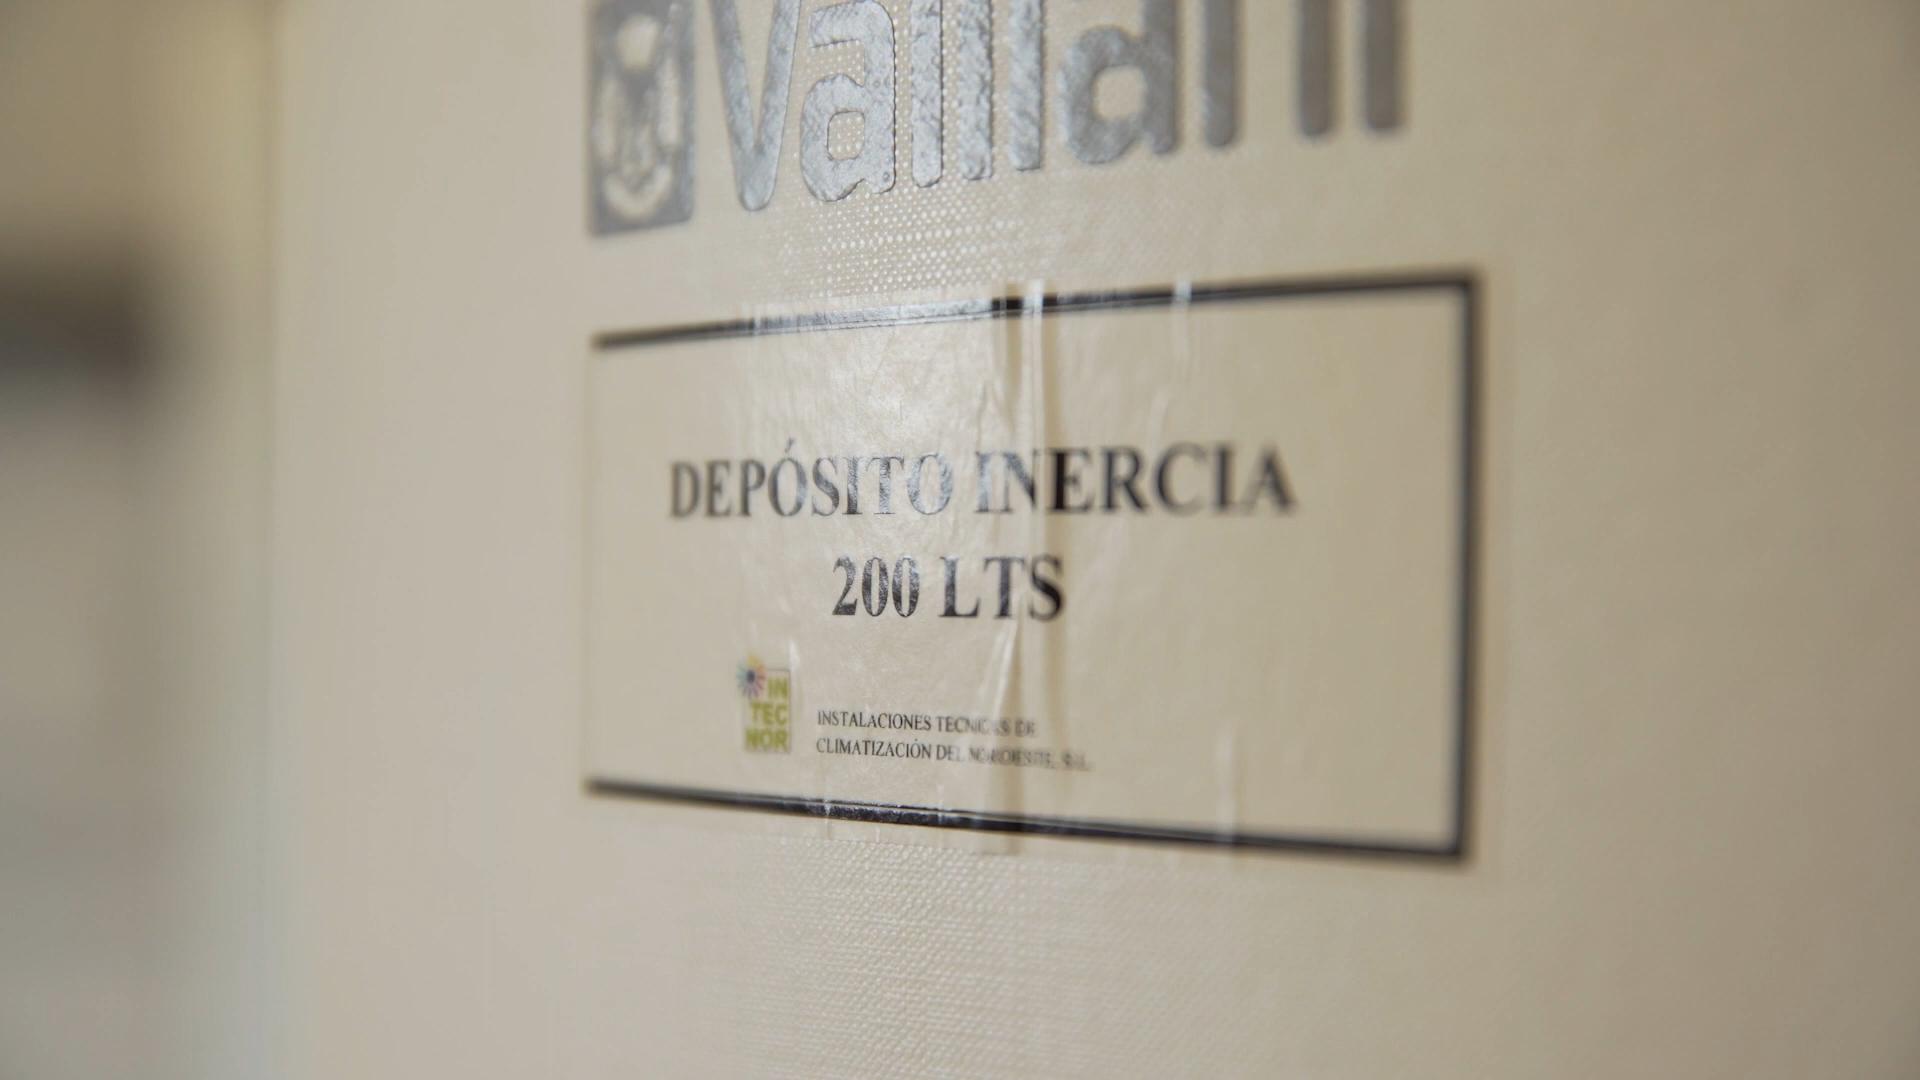 Vaillant
DEPÓSITO INERCIA
200 LTS
IN
TEC
NOR
INSTALACIONES TECNICAS DE
CLIMATIZACIÓN DEL NOROESTE, S.L.